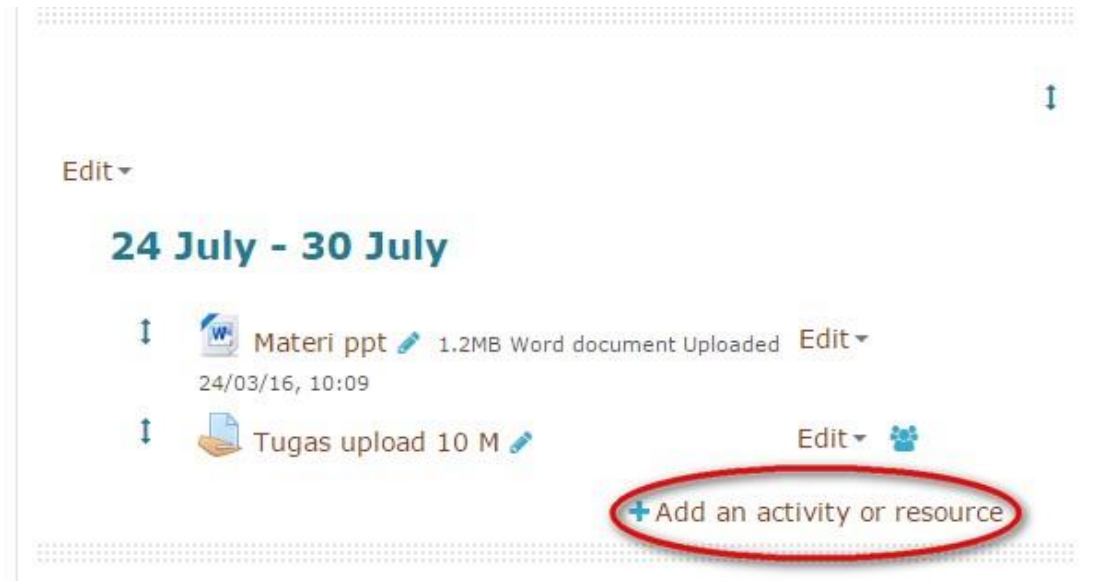 Edit
24 July - 30 July
Materi ppt 1.2MB Word document Uploaded Edit
24/03/16, 10:09
Tugas upload 10 M Edit
+Add an activity or resource